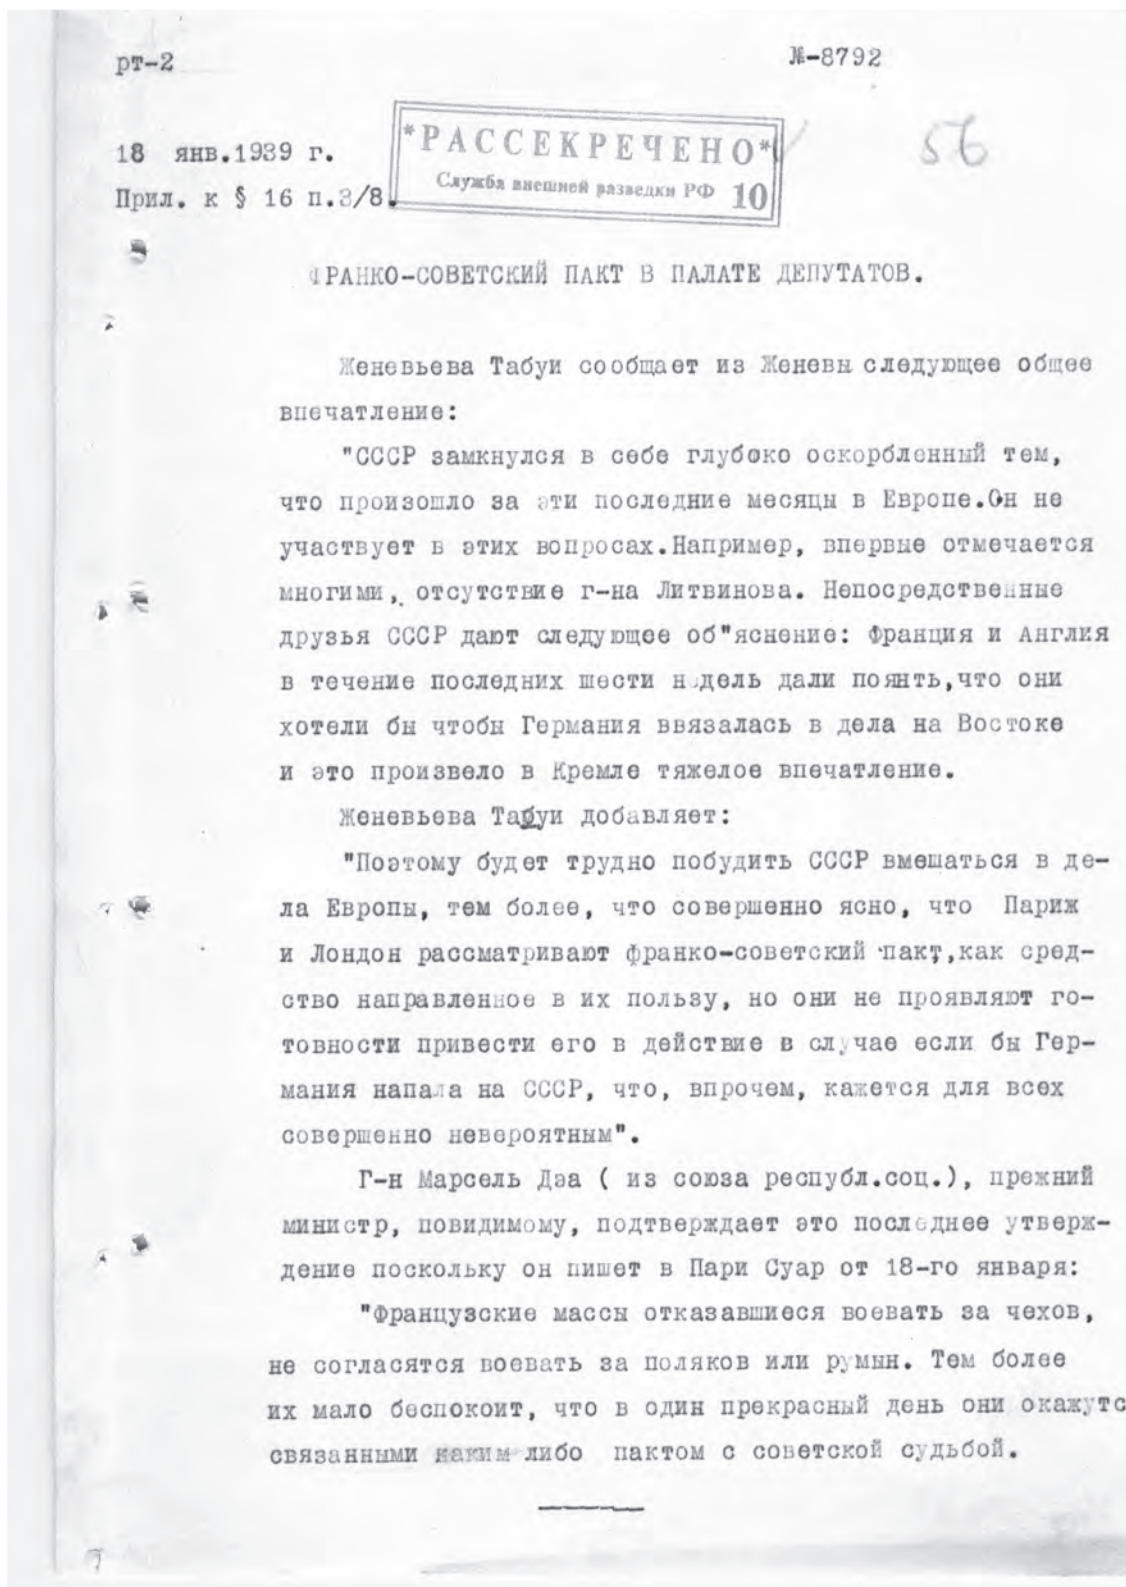 рт-2
№-8792
18 янв.1939 г.
*РАССЕКРЕЧЕНО*
Служба внешней разведки РФ 10
56
Прил. к § 16 п.3/8.
ФРАНКО-СОВЕТСКИЙ ПАКТ В ПАЛАТЕ ДЕПУТАТОВ.
Женевьева Табуи сообщает из Женевы следующее общее
впечатление:
"СССР замкнулся в себе глубоко оскорбленный тем,
что произошло за эти последние месяцы в Европе.Он не
участвует в этих вопросах.Например, впервые отмечается
многими, отсутствие г-на Литвинова. Непосредственные
друзья СССР дают следующее об"яснение: Франция и Англия
в течение последних шести недель дали поянть,что они
хотели бы чтобы Германия ввязалась в дела на Востоке
и это произвело в Кремле тяжелое впечатление.
Женевьева Табуи добавляет:
"Поэтому будет трудно побудить СССР вмешаться в де-
ла Европы, тем более, что совершенно ясно, что Париж
и Лондон рассматривают франко-советский пакт,как сред-
ство направленное в их пользу, но они не проявляют го-
товности привести его в действие в случае если бы Гер-
мания напала на СССР, что, впрочем, кажется для всех
совершенно невероятным".
Г-н Марсель Дэа ( из союза республ.соц.), прежний
министр, повидимому, подтверждает это последнее утверж-
дение поскольку он пишет в Пари Суар от 18-го января:
"Французские массы отказавшиеся воевать за чехов,
не согласятся воевать за поляков или румын. Тем более
их мало беспокоит, что в один прекрасный день они окажутс
связанными каким-либо пактом с советской судьбой.